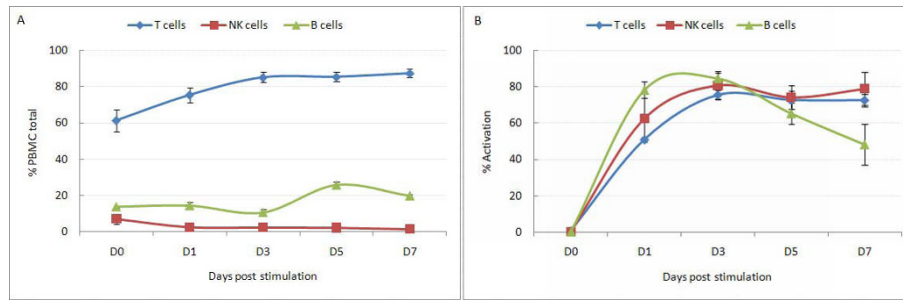 A
T cells NK cells B cells
100
80
60
40
20
0
% PBMC total
D0 D1 D3 D5 D7
Days post stimulation
B
T cells NK cells B cells
100
80
60
40
20
0
% Activation
D0 D1 D3 D5 D7
Days post stimulation